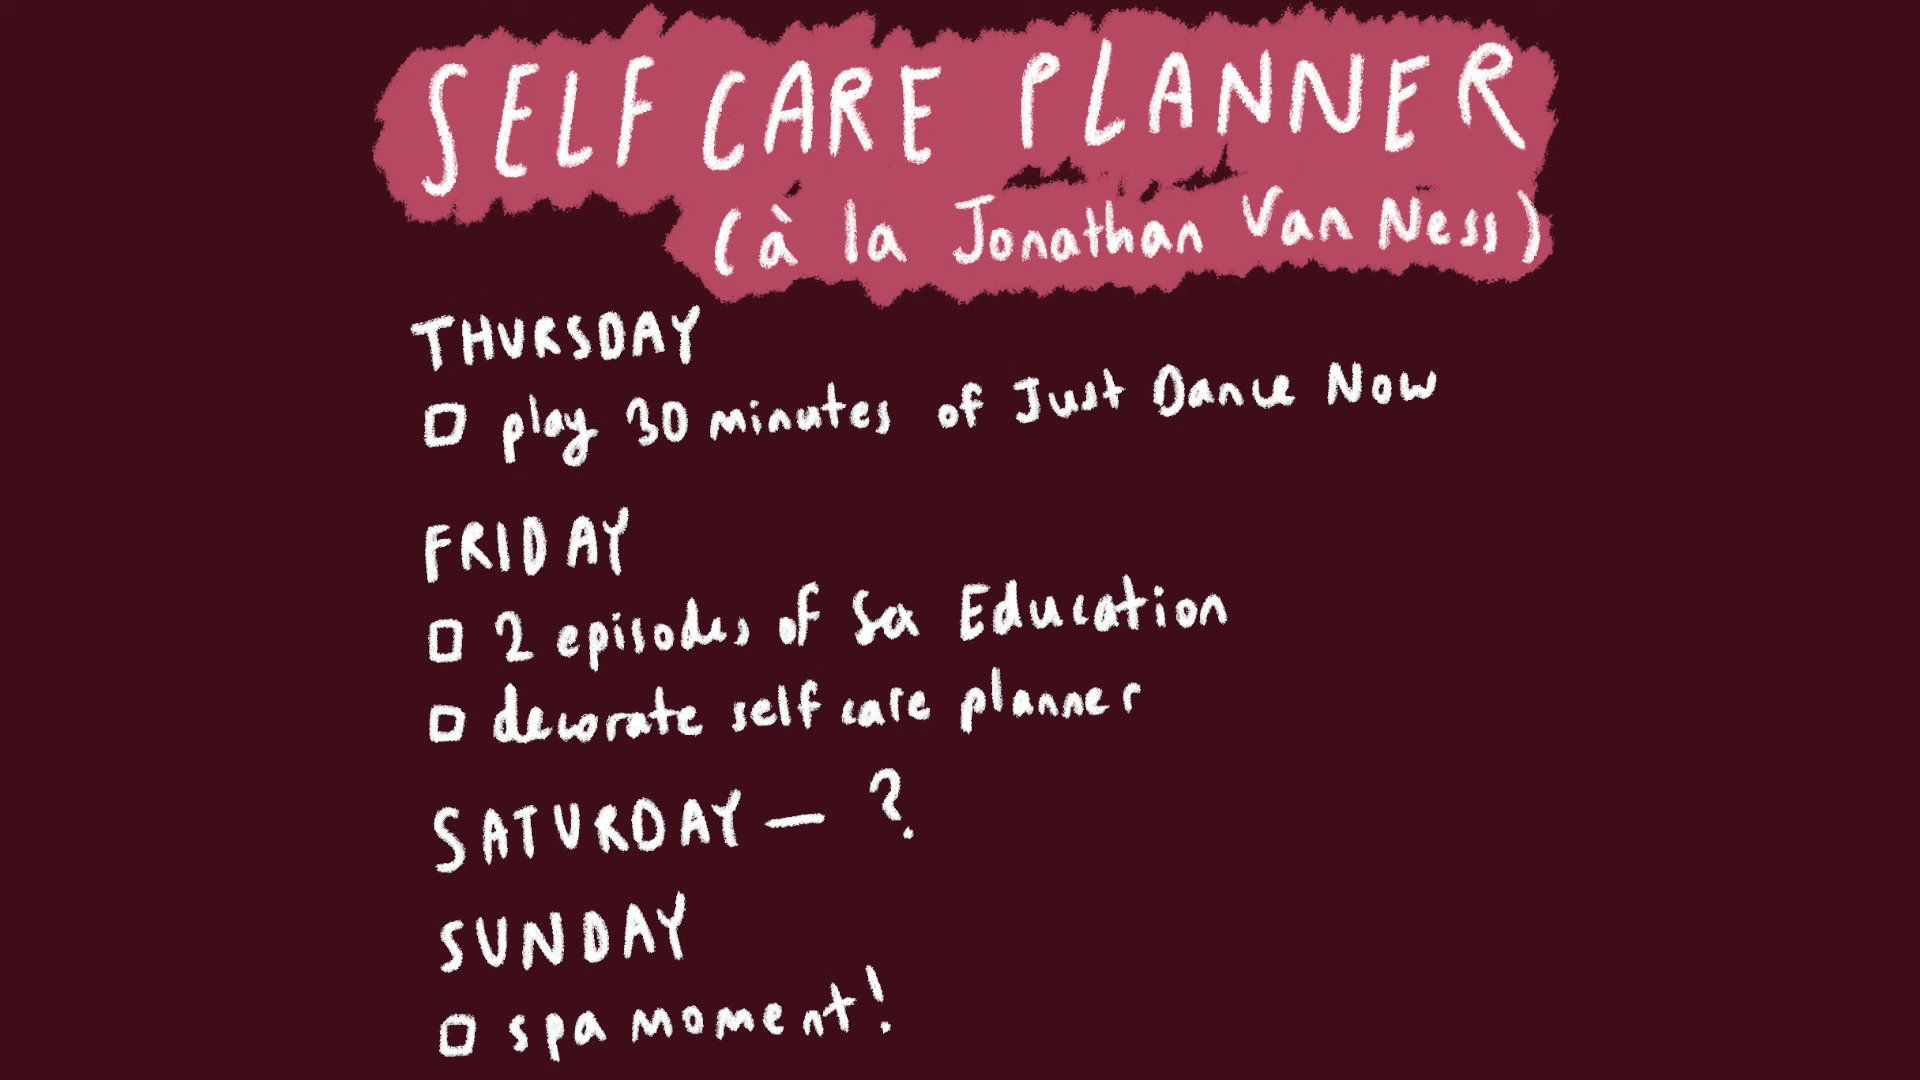 SELF CARE PLANNER
(à la Jonathan Van Ness)
THURSDAY
play 30 minutes of Just Dance Now
FRIDAY
2 episodes of Sex Education
decorate self care planner
SATURDAY — ?
SUNDAY
spa moment!